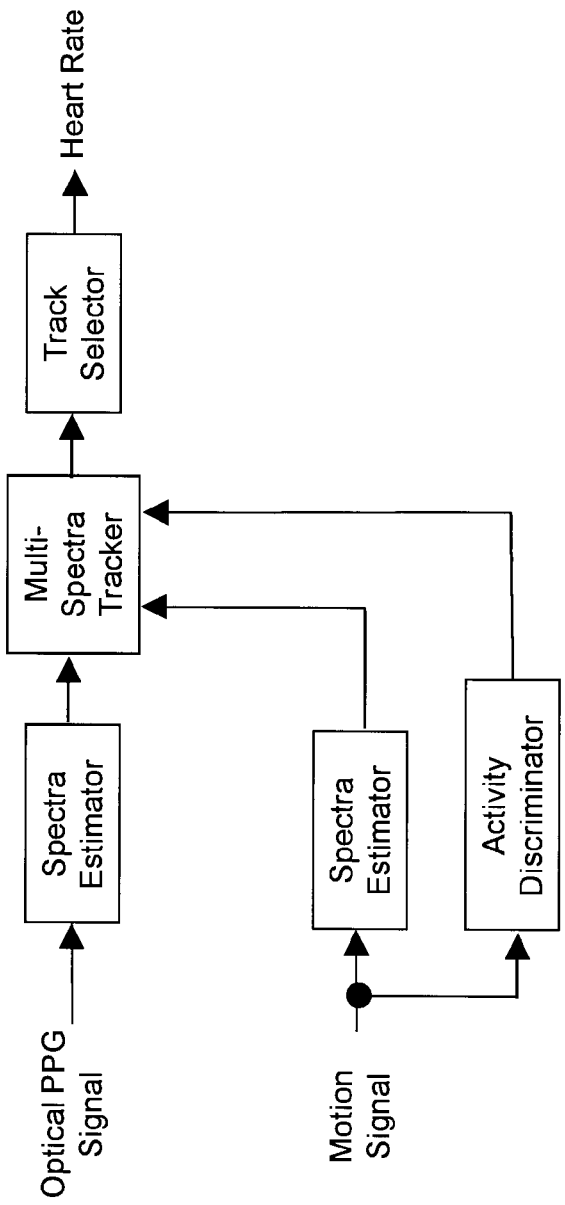 Optical PPG
Signal
Spectra
Estimator
Multi-
Spectra
Tracker
Track
Selector
Heart Rate
Motion
Signal
Spectra
Estimator
Activity
Discriminator